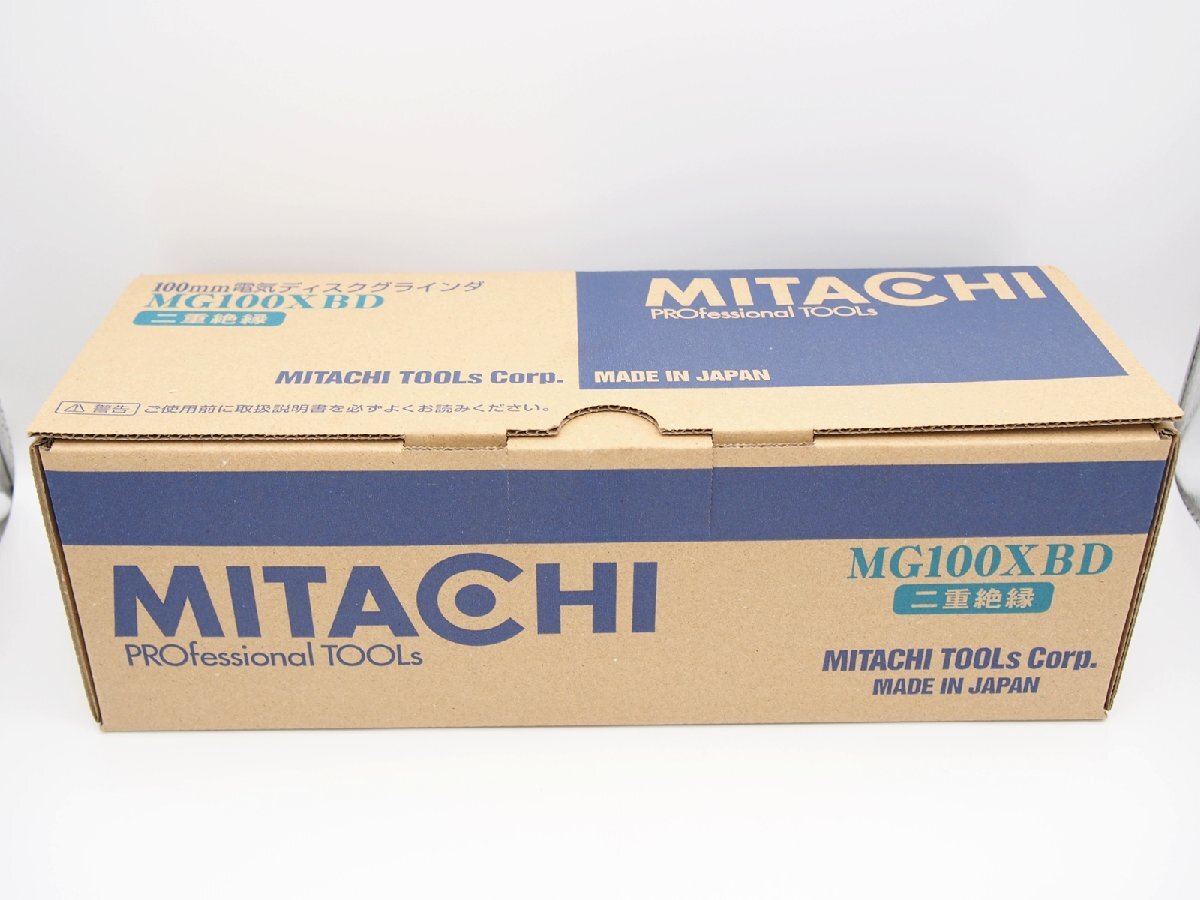 100mm電気ディスクグラインダ
MG100XBD
二重絶縁
MITACHI TOOLs Corp.
⚠警告 ご使用前に取扱説明書を必ずよくお読みください。
MITACHI
PROfessional TOOLs
MADE IN JAPAN
MITACHI
PROfessional TOOLs
MG100XBD
二重絶縁
MITACHI TOOLs Corp.
MADE IN JAPAN